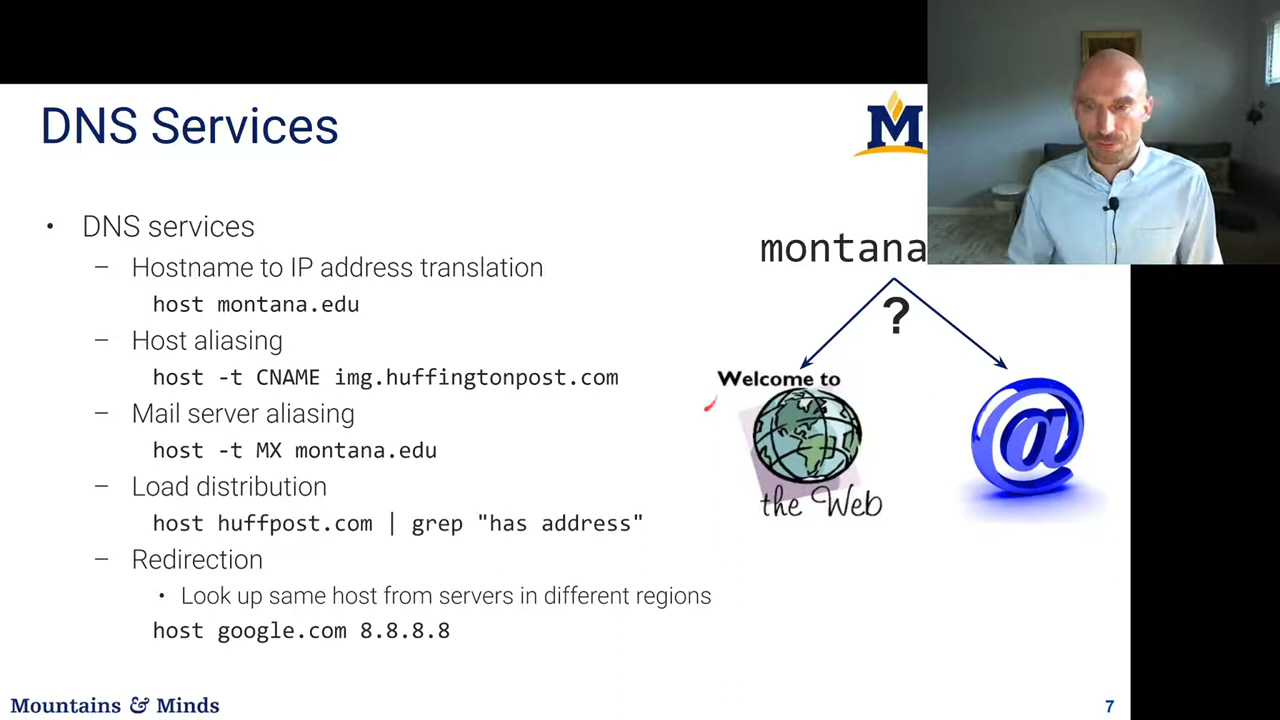 DNS Services
M
• DNS services
– Hostname to IP address translation
host montana.edu
– Host aliasing
host -t CNAME img.huffingtonpost.com
– Mail server aliasing
host -t MX montana.edu
– Load distribution
host huffpost.com | grep "has address"
– Redirection
• Look up same host from servers in different regions
host google.com 8.8.8.8
montana
?
Welcome to
the Web
@
Mountains & Minds
7